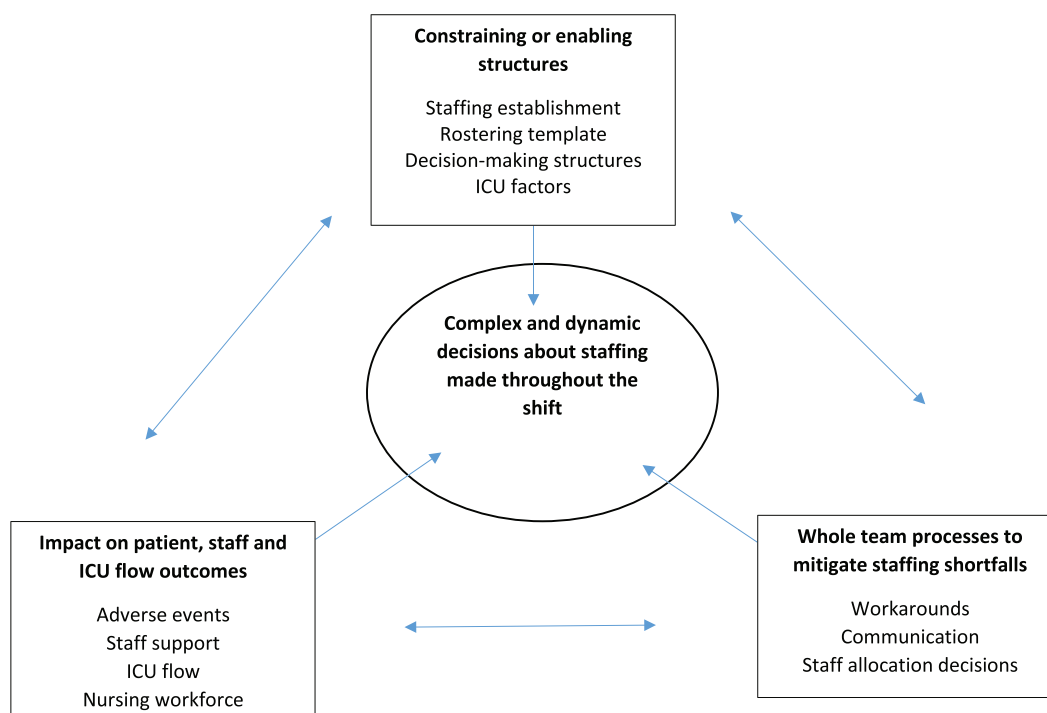 Constraining or enabling
structures
Staffing establishment
Rostering template
Decision-making structures
ICU factors
Complex and dynamic
decisions about staffing
made throughout the
shift
Impact on patient, staff and
ICU flow outcomes
Adverse events
Staff support
ICU flow
Nursing workforce
Whole team processes to
mitigate staffing shortfalls
Workarounds
Communication
Staff allocation decisions